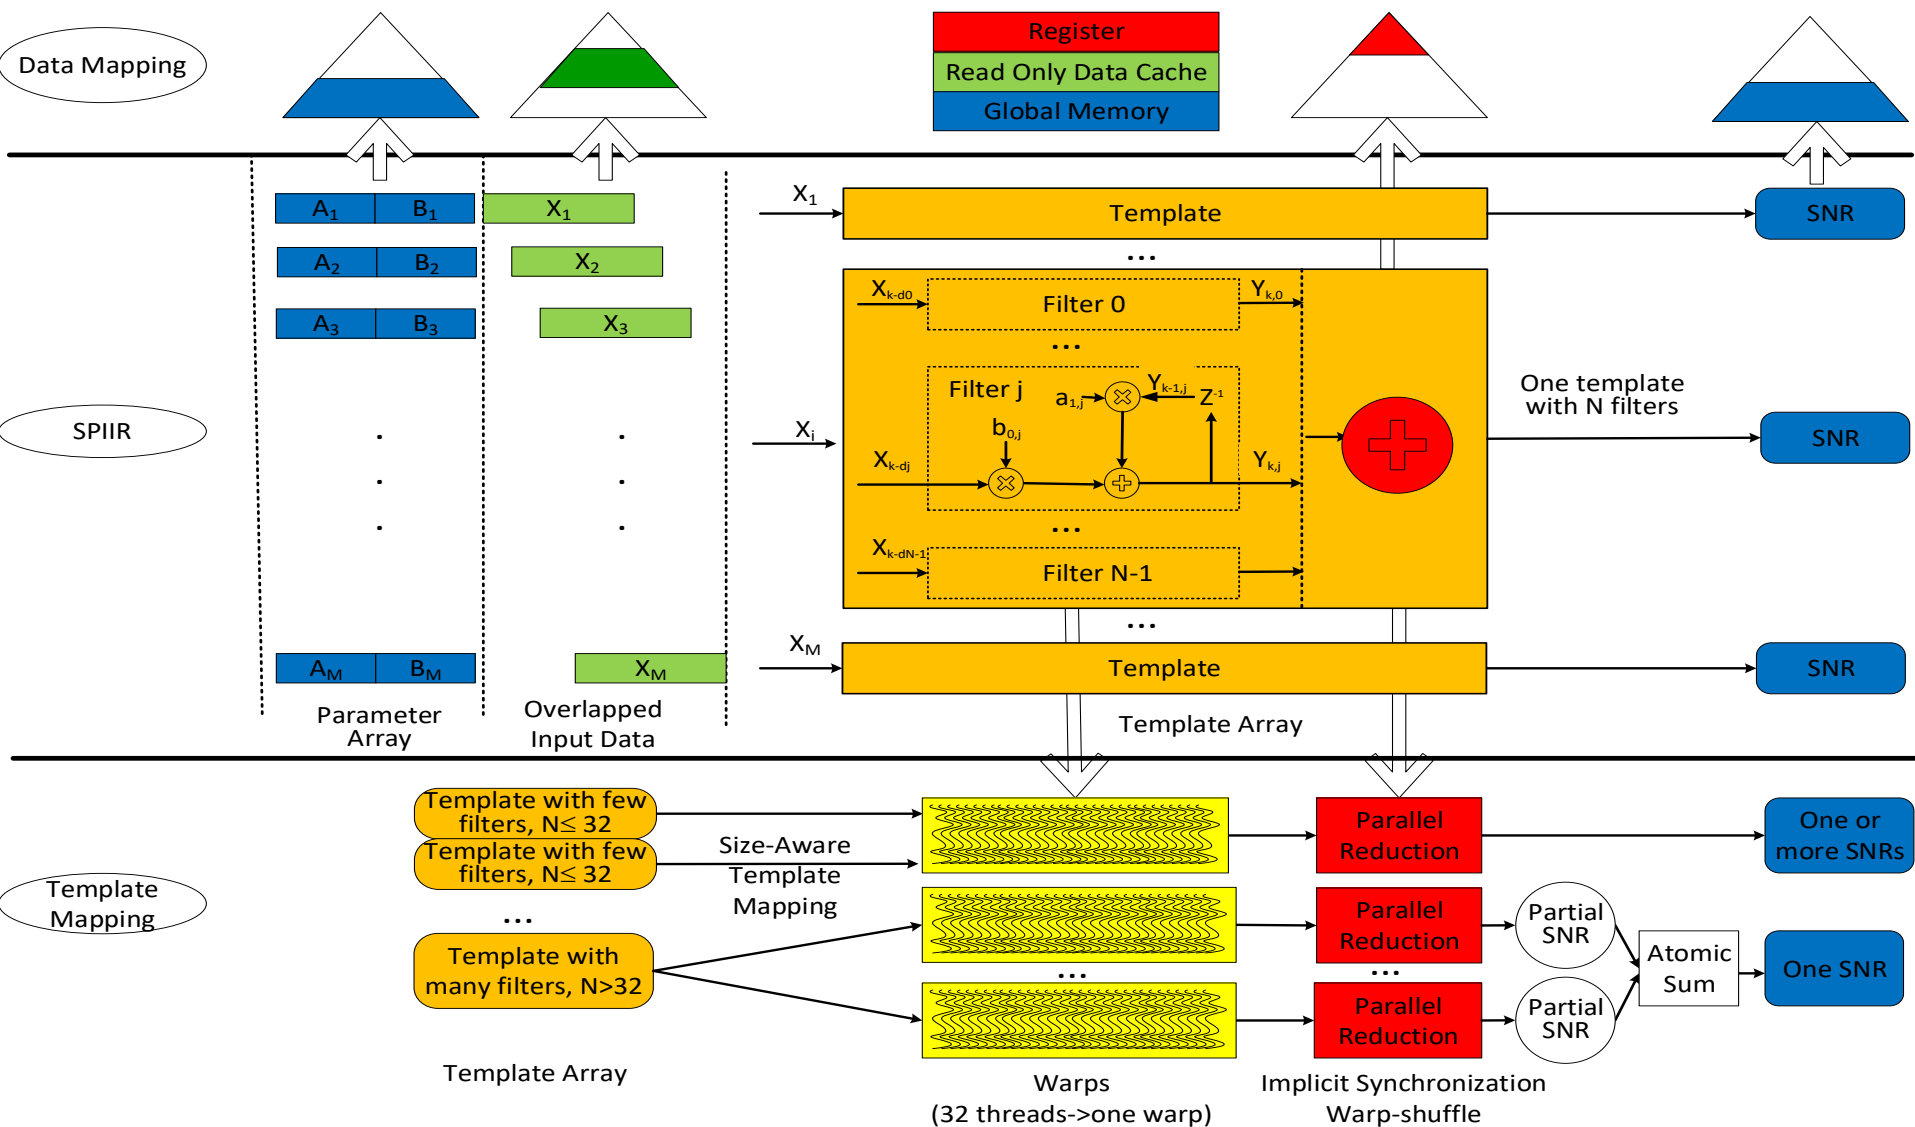 Data Mapping
Register
Read Only Data Cache
Global Memory
A1 B1 X1
A2 B2 X2
A3 B3 X3
AM BM XM
Parameter
Array
Overlapped
Input Data
SPIIR
X1
Template
SNR
...
Xk-d0
Filter 0
Yk,0
...
Filter j
a1,j
Yk-1,j
Z-1
b0,j
Xi
Xk-dj
Yk,j
...
Xk-dN-1
Filter N-1
One template
with N filters
SNR
...
XM
Template
SNR
Template Array
Template
Mapping
Template with few
filters, N≤ 32
Template with few
filters, N≤ 32
...
Template with
many filters, N>32
Template Array
Size-Aware
Template
Mapping
...
Warps
(32 threads->one warp)
Parallel
Reduction
Parallel
Reduction
...
Parallel
Reduction
Implicit Synchronization
Warp-shuffle
Partial
SNR
Partial
SNR
Atomic
Sum
One or
more SNRs
One SNR